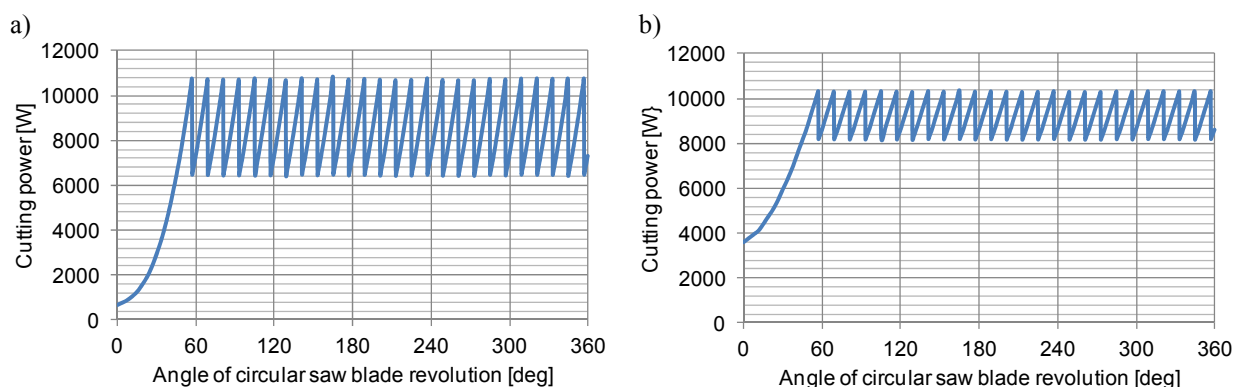 a)
12000
10000
8000
6000
4000
2000
0
Cutting power [W]
0 60 120 180 240 300 360
Angle of circular saw blade revolution [deg]
b)
12000
10000
8000
6000
4000
2000
0
Cutting power [W}
0 60 120 180 240 300 360
Angle of circular saw blade revolution [deg]